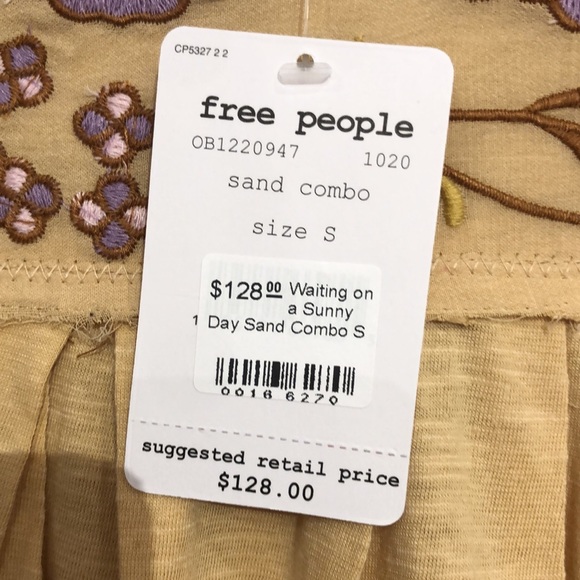 CP5327 2 2
free people
OB1220947 1020
sand combo
size S
$128.00 Waiting on
a Sunny
1 Day Sand Combo S
0016 6270
suggested retail price
$128.00